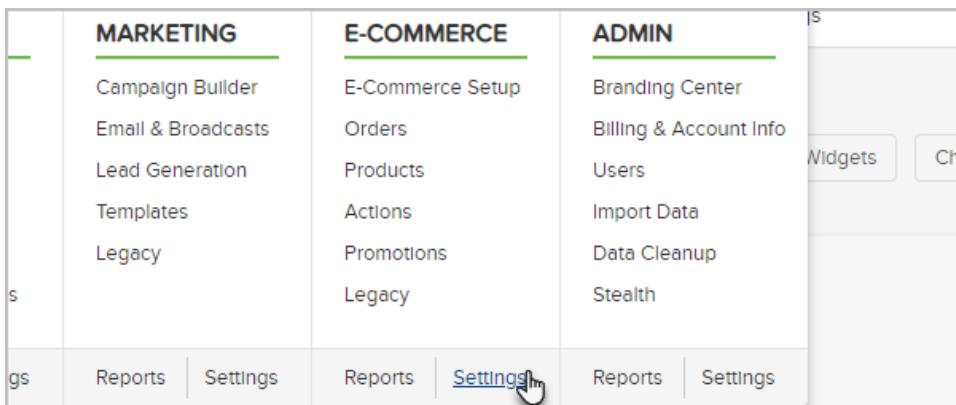 MARKETING
Campaign Builder
Email & Broadcasts
Lead Generation
Templates
Legacy
Reports
Settings
E-COMMERCE
E-Commerce Setup
Orders
Products
Actions
Promotions
Legacy
Reports
Settings
ADMIN
Branding Center
Billing & Account Info
Users
Import Data
Data Cleanup
Stealth
Reports
Settings
Widgets